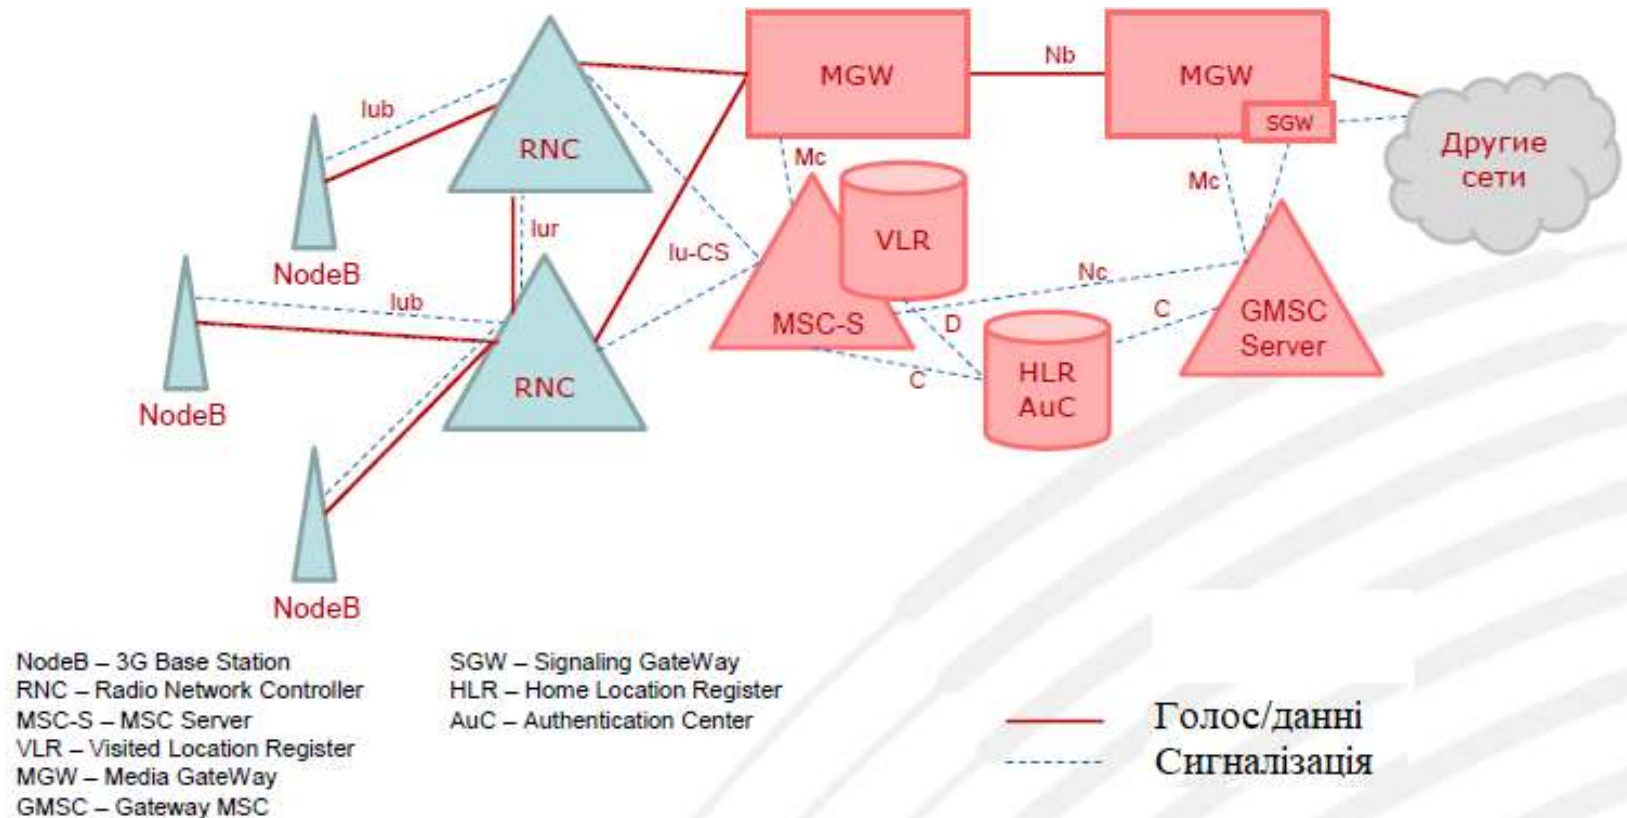 MGW
Nb
MGW
SGW
Другие
сети
Iub
RNC
NodeB
Mc
Mc
VLR
Iur
Iu-CS
Nc
NodeB
Iub
MSC-S
D
C
GMSC
Server
RNC
C
HLR
AuC
NodeB
NodeB – 3G Base Station
RNC – Radio Network Controller
MSC-S – MSC Server
VLR – Visited Location Register
MGW – Media GateWay
GMSC – Gateway MSC
SGW – Signaling GateWay
HLR – Home Location Register
AuC – Authentication Center
Голос/данні
Сигналізація